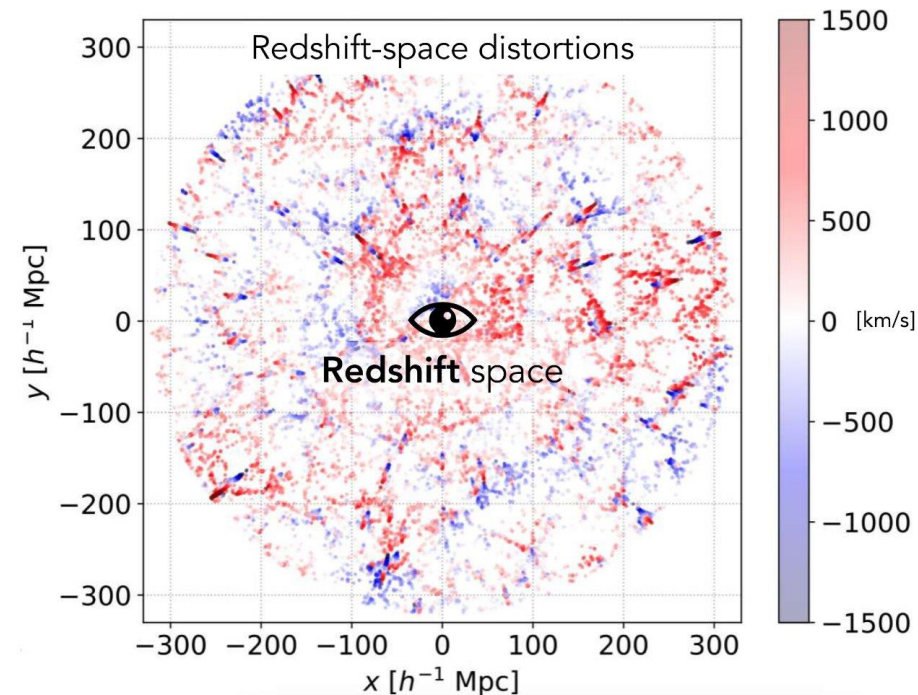 Redshift-space distortions
Redshift space
300
200
100
0
−100
−200
−300
y [h⁻¹ Mpc]
−300 −200 −100 0 100 200 300
x [h⁻¹ Mpc]
1500
1000
500
0 [km/s]
−500
−1000
−1500